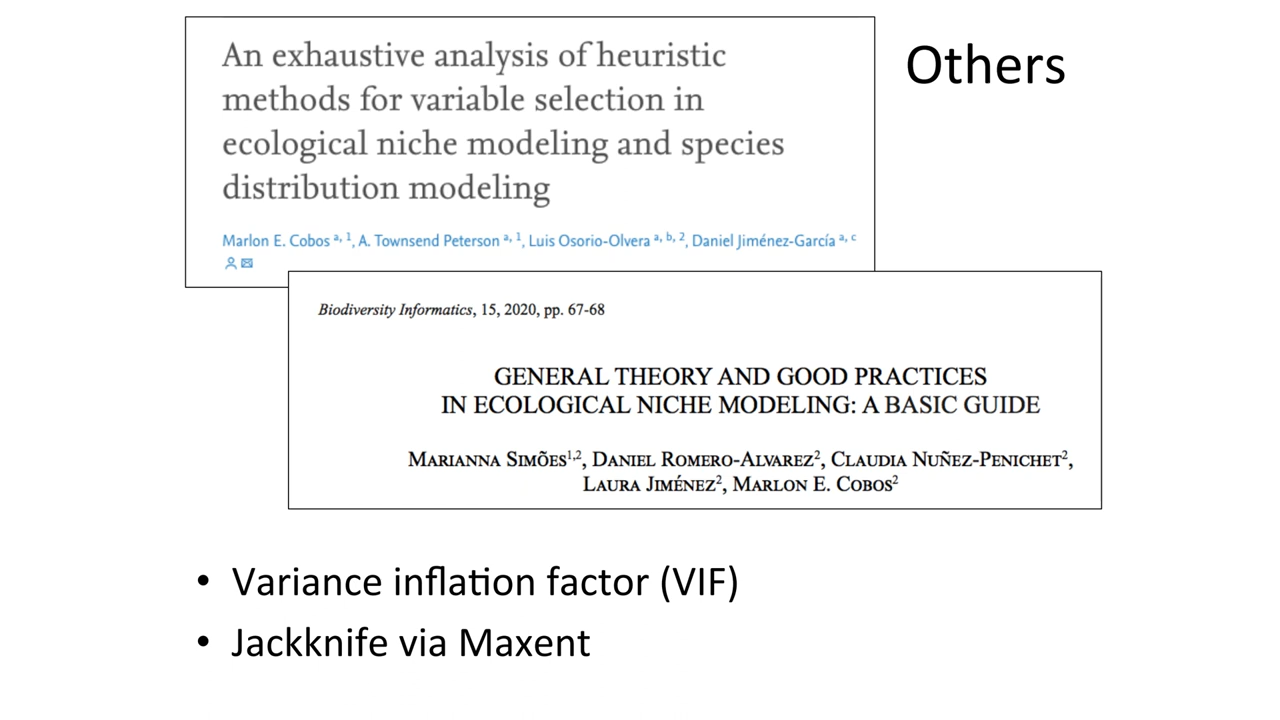 Others
An exhaustive analysis of heuristic
methods for variable selection in
ecological niche modeling and species
distribution modeling
Marlon E. Cobos a, 1, A. Townsend Peterson a, 1, Luis Osorio-Olvera a, b, 2, Daniel Jiménez-García a, c
Biodiversity Informatics, 15, 2020, pp. 67-68
GENERAL THEORY AND GOOD PRACTICES
IN ECOLOGICAL NICHE MODELING: A BASIC GUIDE
MARIANNA SIMÕES1,2, DANIEL ROMERO-ALVAREZ2, CLAUDIA NUÑEZ-PENICHET2,
LAURA JIMÉNEZ2, MARLON E. COBOS2
• Variance inflation factor (VIF)
• Jackknife via Maxent